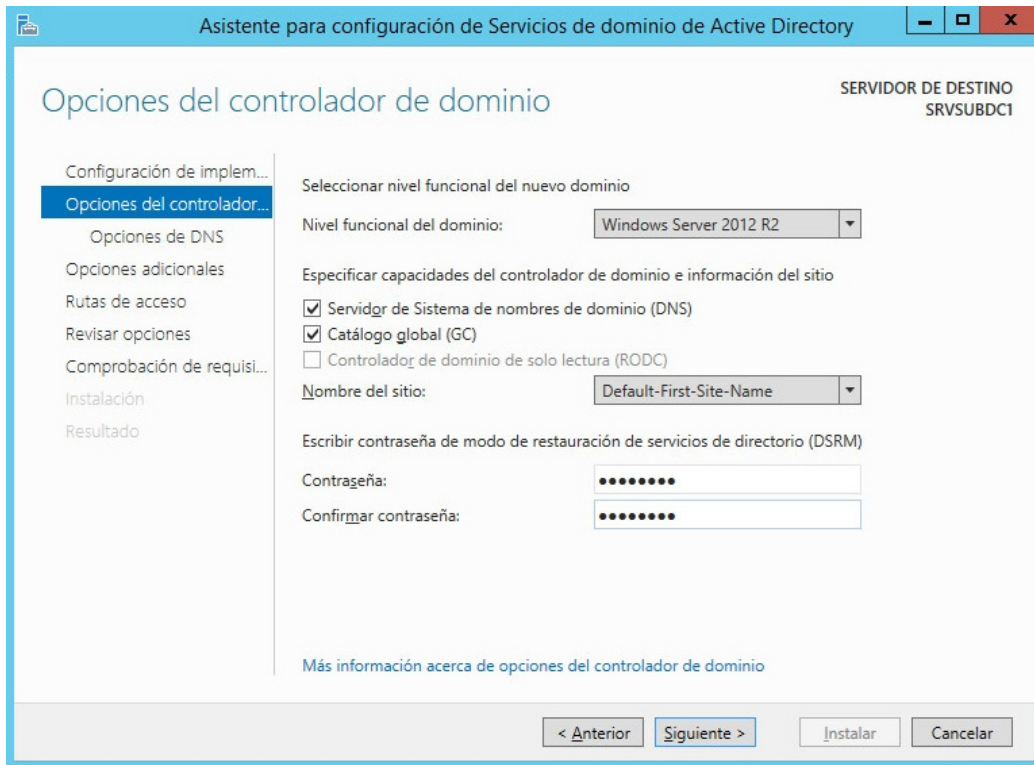 Asistente para configuración de Servicios de dominio de Active Directory
Opciones del controlador de dominio
SERVIDOR DE DESTINO
SRVSUBDC1
Configuración de implem...
Opciones del controlador...
Opciones de DNS
Opciones adicionales
Rutas de acceso
Revisar opciones
Comprobación de requisi...
Instalación
Resultado
Seleccionar nivel funcional del nuevo dominio
Nivel funcional del dominio: Windows Server 2012 R2
Especificar capacidades del controlador de dominio e información del sitio
Servidor de Sistema de nombres de dominio (DNS)
Catálogo global (GC)
Controlador de dominio de solo lectura (RODC)
Nombre del sitio: Default-First-Site-Name
Escribir contraseña de modo de restauración de servicios de directorio (DSRM)
Contraseña: ●●●●●●●●
Confirmar contraseña: ●●●●●●●●
Más información acerca de opciones del controlador de dominio
< Anterior Siguiente > Instalar Cancelar